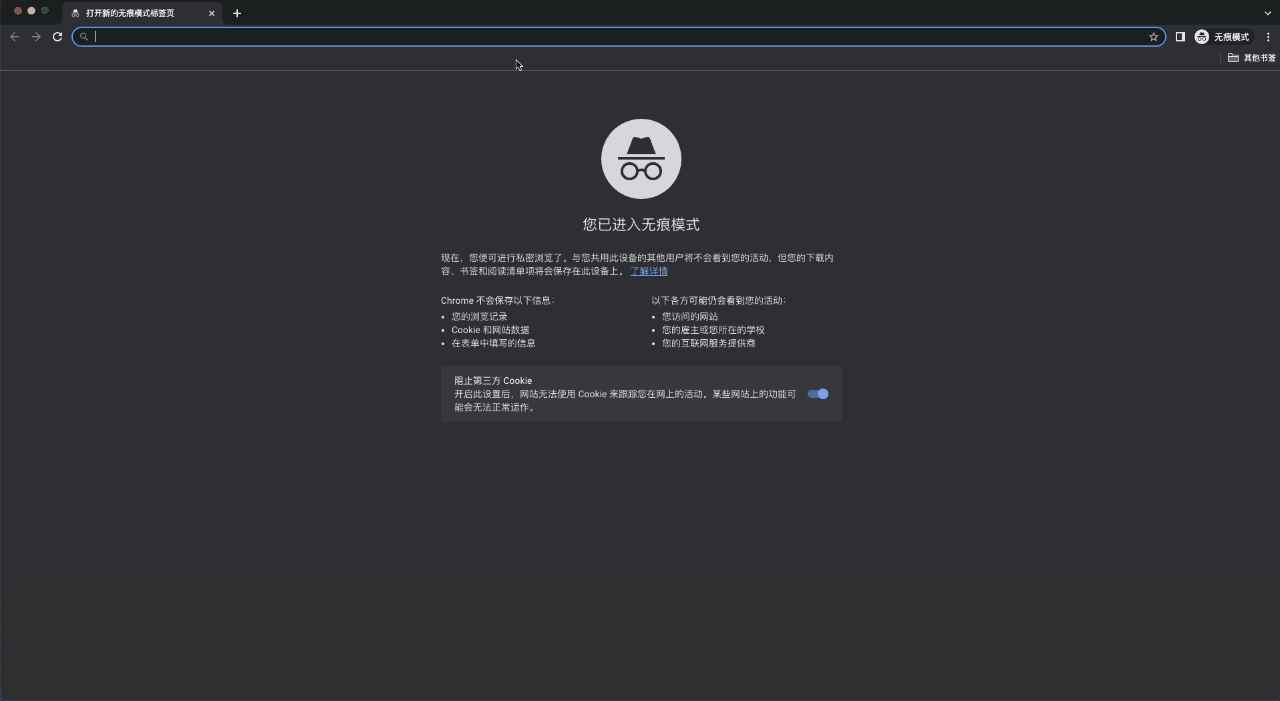 打开新的无痕模式标签页
无痕模式
其他书签
您已进入无痕模式
现在，您便可进行私密浏览了。与您共用此设备的其他用户将不会看到您的活动，但您的下载内
容、书签和阅读清单项将会保存在此设备上。了解详情
Chrome 不会保存以下信息：
• 您的浏览记录
• Cookie 和网站数据
• 在表单中填写的信息
以下各方可能仍会看到您的活动：
• 您访问的网站
• 您的雇主或您所在的学校
• 您的互联网服务提供商
阻止第三方 Cookie
开启此设置后，网站无法使用 Cookie 来跟踪您在网上的活动。某些网站上的功能可
能会无法正常运作。